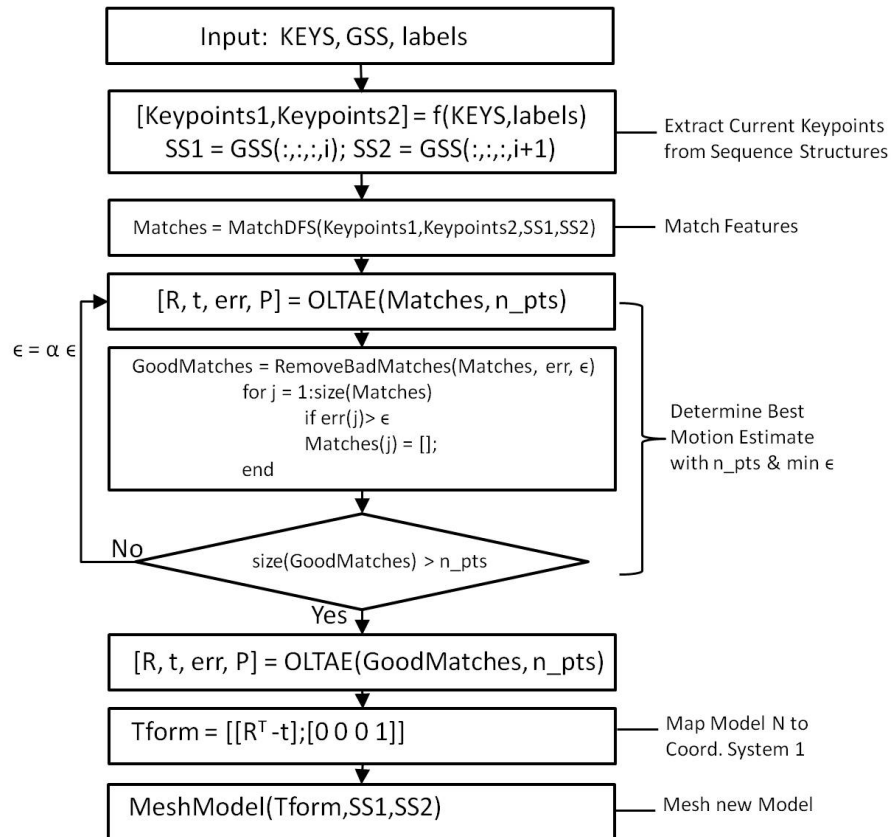 Input: KEYS, GSS, labels
[Keypoints1,Keypoints2] = f(KEYS,labels)
SS1 = GSS(:,:,:,i); SS2 = GSS(:,:,:,i+1)
Extract Current Keypoints
from Sequence Structures
Matches = MatchDFS(Keypoints1,Keypoints2,SS1,SS2)
Match Features
[R, t, err, P] = OLTAE(Matches, n_pts)
ϵ = α ϵ
GoodMatches = RemoveBadMatches(Matches, err, ϵ)
for j = 1:size(Matches)
if err(j)> ϵ
Matches(j) = [];
end
Determine Best
Motion Estimate
with n_pts & min ϵ
No
size(GoodMatches) > n_pts
Yes
[R, t, err, P] = OLTAE(GoodMatches, n_pts)
Tform = [[Rᵀ -t];[0 0 0 1]]
Map Model N to
Coord. System 1
MeshModel(Tform,SS1,SS2)
Mesh new Model